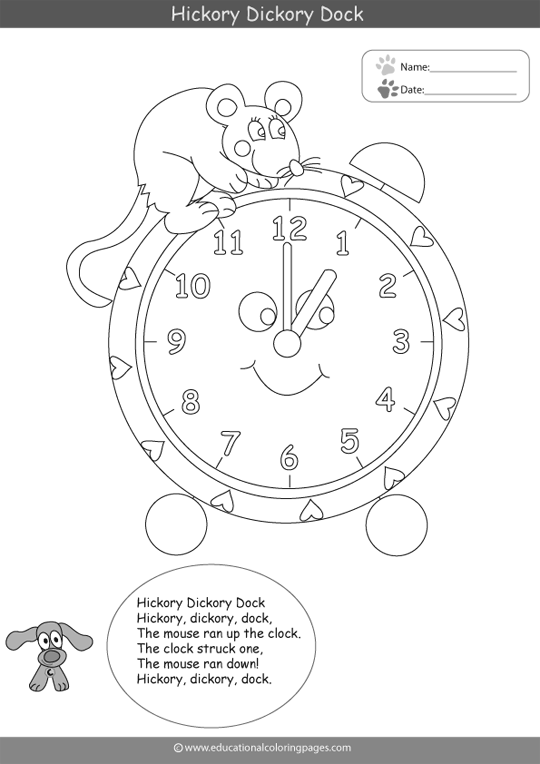 Hickory Dickory Dock
Name:
Date:
12
11
1
10
2
9
3
8
4
7
5
6
Hickory Dickory Dock
Hickory, dickory, dock,
The mouse ran up the clock.
The clock struck one,
The mouse ran down!
Hickory, dickory, dock.
© www.educationalcoloringpages.com